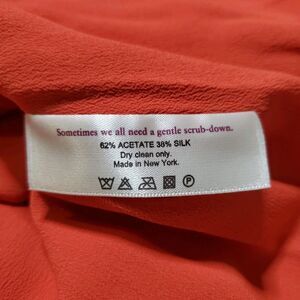 Sometimes we all need a gentle scrub-down.
62% ACETATE 38% SILK
Dry clean only.
Made in New York.
P